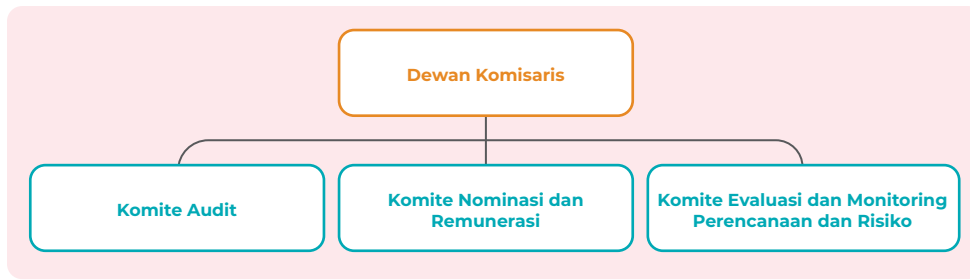 Dewan Komisaris
Komite Audit
Komite Nominasi dan
Remunerasi
Komite Evaluasi dan Monitoring
Perencanaan dan Risiko